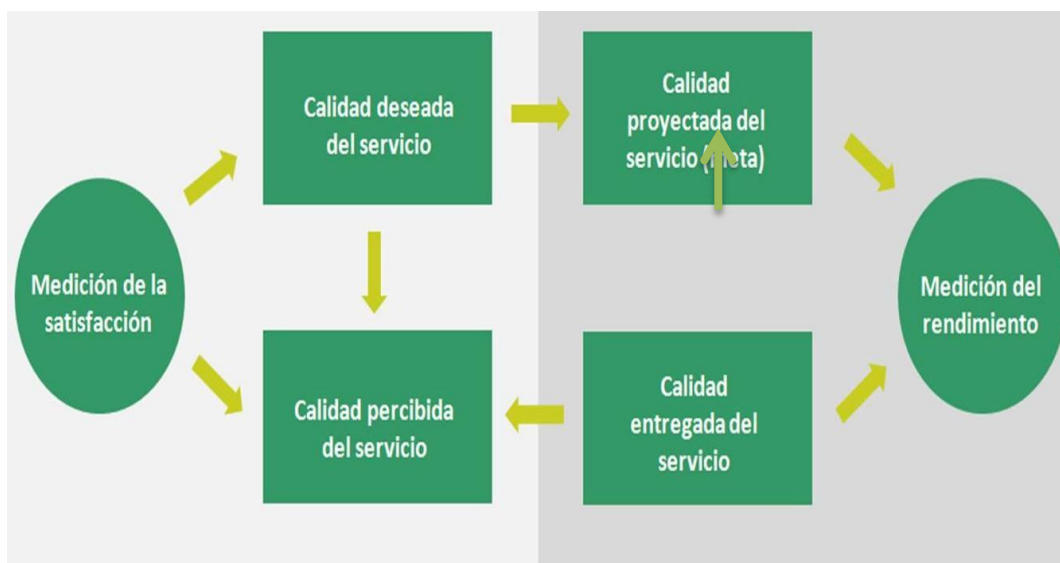 Calidad deseada
del servicio
Calidad
proyectada del
servicio (meta)
Medición de la
satisfacción
Medición del
rendimiento
Calidad percibida
del servicio
Calidad
entregada del
servicio